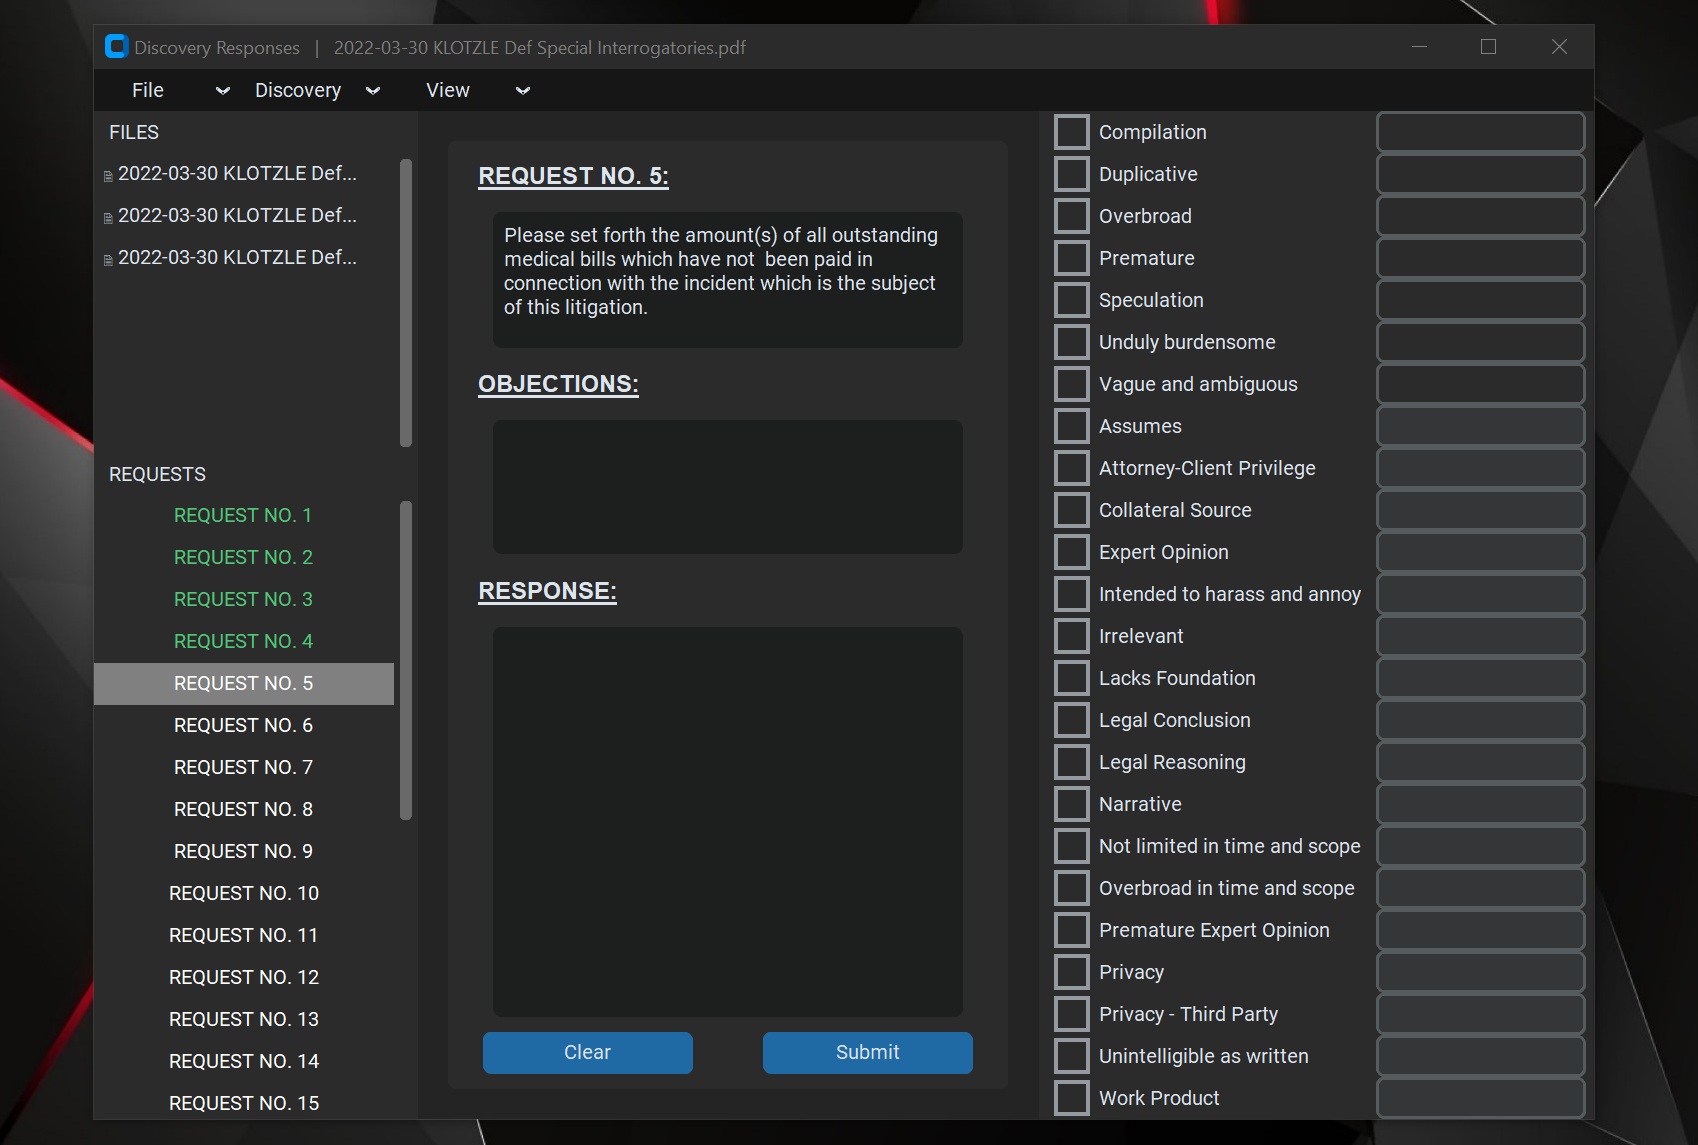 Discovery Responses | 2022-03-30 KLOTZLE Def Special Interrogatories.pdf
File Discovery View
FILES
2022-03-30 KLOTZLE Def...
2022-03-30 KLOTZLE Def...
2022-03-30 KLOTZLE Def...
REQUESTS
REQUEST NO. 1
REQUEST NO. 2
REQUEST NO. 3
REQUEST NO. 4
REQUEST NO. 5
REQUEST NO. 6
REQUEST NO. 7
REQUEST NO. 8
REQUEST NO. 9
REQUEST NO. 10
REQUEST NO. 11
REQUEST NO. 12
REQUEST NO. 13
REQUEST NO. 14
REQUEST NO. 15
REQUEST NO. 5:
Please set forth the amount(s) of all outstanding
medical bills which have not  been paid in
connection with the incident which is the subject
of this litigation.
OBJECTIONS:
RESPONSE:
Clear Submit
Compilation
Duplicative
Overbroad
Premature
Speculation
Unduly burdensome
Vague and ambiguous
Assumes
Attorney-Client Privilege
Collateral Source
Expert Opinion
Intended to harass and annoy
Irrelevant
Lacks Foundation
Legal Conclusion
Legal Reasoning
Narrative
Not limited in time and scope
Overbroad in time and scope
Premature Expert Opinion
Privacy
Privacy - Third Party
Unintelligible as written
Work Product